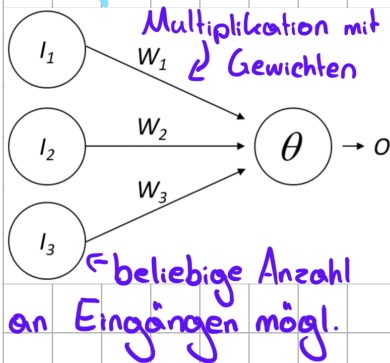 Multiplikation mit
Gewichten
I1
W1
I2
W2
θ
O
W3
I3
beliebige Anzahl
an Eingängen mögl.